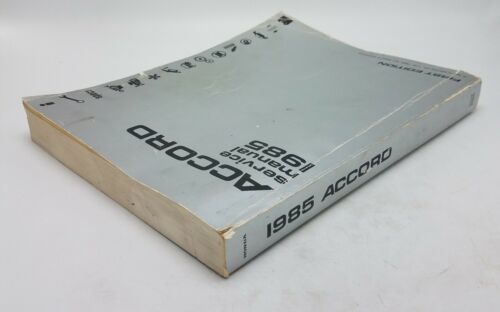 ACCORD
service
manual
1985
FIRST EDITION
1985 ACCORD